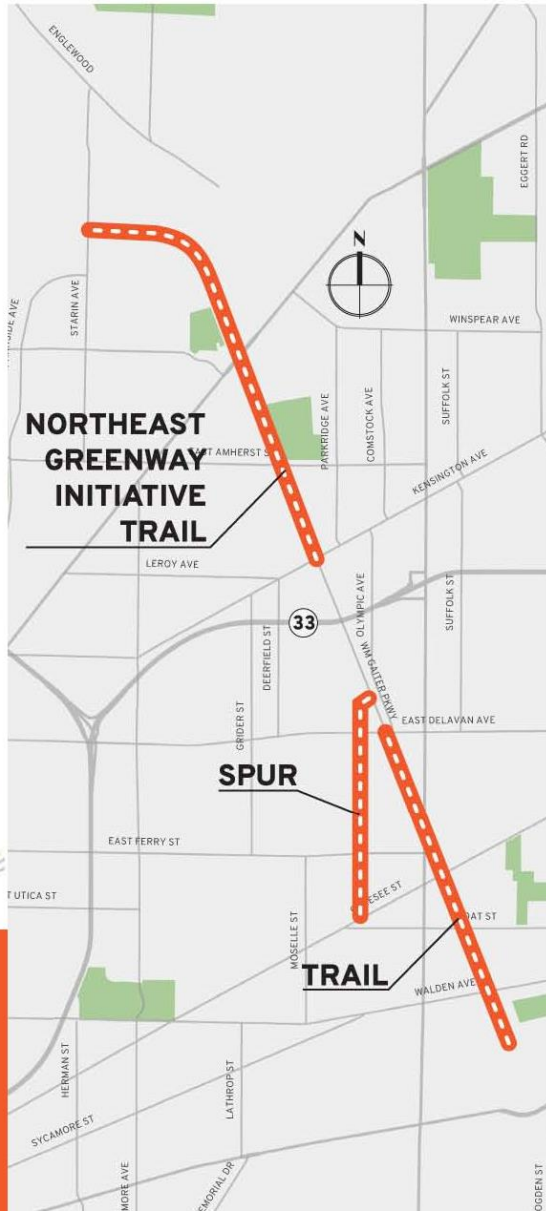 ENGLEWOOD
EGGERT RD
N
STARIN AVE
WINSPEAR AVE
NORTHEAST
GREENWAY
INITIATIVE
TRAIL
PARKRIDGE AVE
COMSTOCK AVE
SUFFOLK ST
KENSINGTON AVE
LEROY AVE
33
DEERFIELD ST
OLYMPIC AVE
SUFFOLK ST
WM GAITER PKWY
GRIDER ST
EAST DELAVAN AVE
SPUR
EAST FERRY ST
T UTICA ST
MOSELLE ST
TRAIL
WALDEN AVE
HERMAN ST
LATHROP ST
SYCAMORE ST
MORE AVE
EMORIAL DR
OGDEN ST